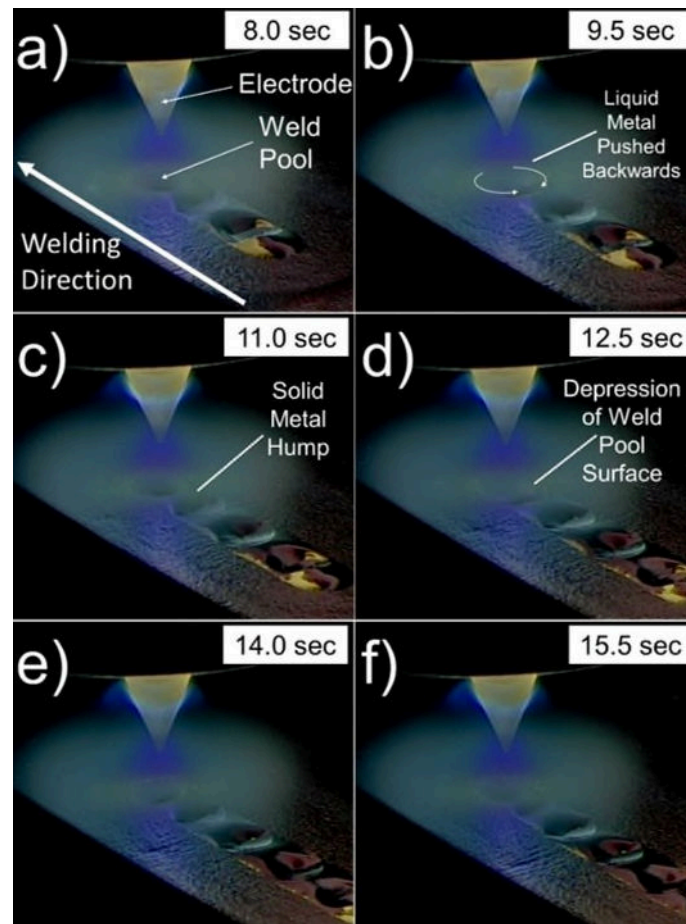 a)
8.0 sec
Electrode
Weld
Pool
Welding
Direction
b)
9.5 sec
Liquid
Metal
Pushed
Backwards
c)
11.0 sec
Solid
Metal
Hump
d)
12.5 sec
Depression
of Weld
Pool
Surface
e)
14.0 sec
f)
15.5 sec